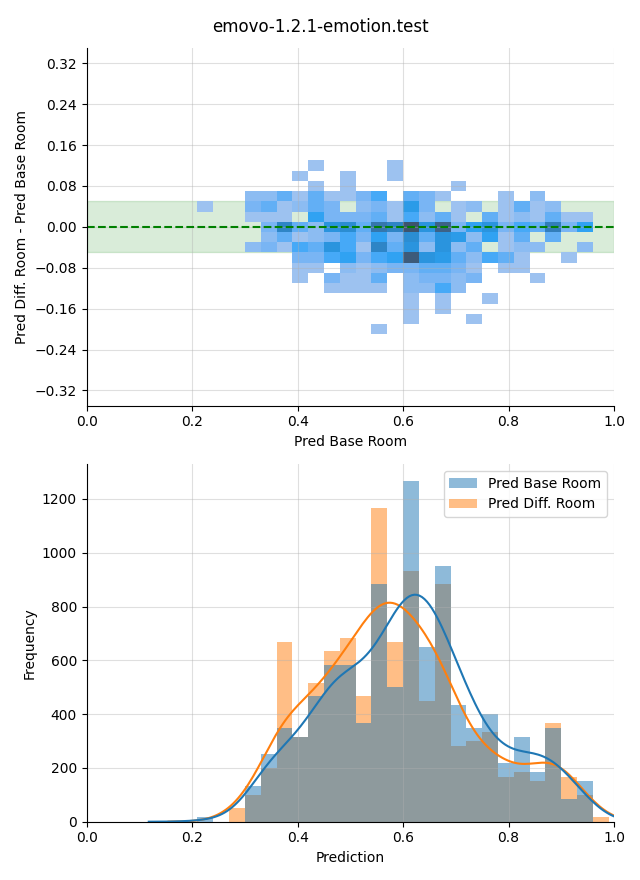 emovo-1.2.1-emotion.test
Pred Diff. Room - Pred Base Room
0.32
0.24
0.16
0.08
0.00
−0.08
−0.16
−0.24
−0.32
0.0 0.2 0.4 0.6 0.8 1.0
Pred Base Room
Frequency
1200
1000
800
600
400
200
0
Pred Base Room
Pred Diff. Room
0.0 0.2 0.4 0.6 0.8 1.0
Prediction